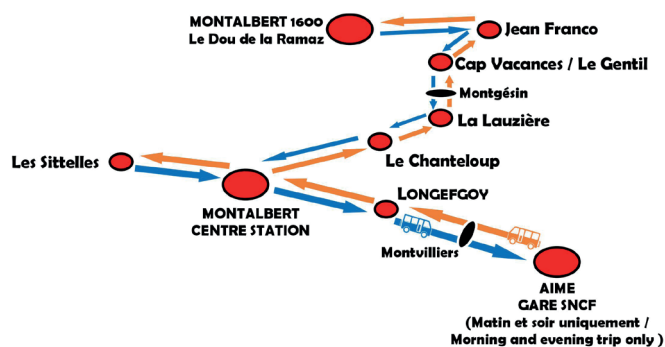 MONTALBERT 1600
Le Dou de la Ramaz
Jean Franco
Cap Vacances / Le Gentil
Montgésin
La Lauzière
Les Sittelles
Le Chanteloup
MONTALBERT
CENTRE STATION
LONGEFGOY
Montvilliers
AIME
GARE SNCF
(Matin et soir uniquement /
Morning and evening trip only )